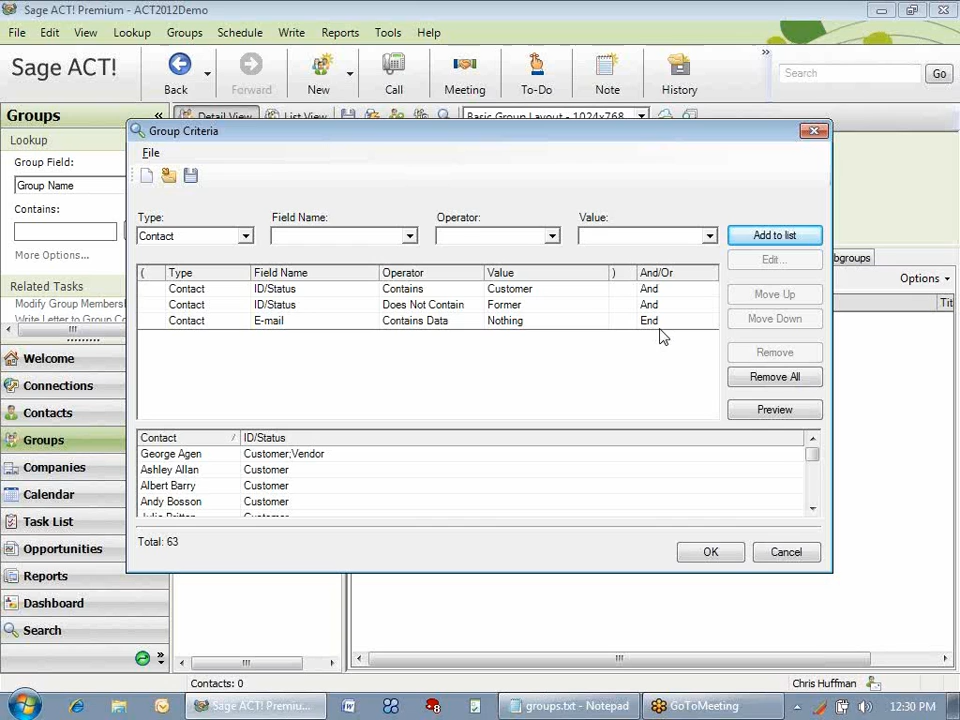 Sage ACT! Premium - ACT2012Demo
File Edit View Lookup Groups Schedule Write Reports Tools Help
Sage ACT!
Back Forward New Call Meeting To-Do Note History
Search Go
Groups «
Detail View List View Basic Group Layout - 1024x768
Lookup
Group Field:
Group Name
Contains:
More Options...
Related Tasks
Modify Group Membersh
Write Letter to Group Co
Welcome
Connections
Contacts
Groups
Companies
Calendar
Task List
Opportunities
Reports
Dashboard
Search
Group Criteria
File
Type: Field Name: Operator: Value:
Contact Add to list
( Type Field Name Operator Value ) And/Or
Contact ID/Status Contains Customer And
Contact ID/Status Does Not Contain Former And
Contact E-mail Contains Data Nothing End
Edit...
Move Up
Move Down
Remove
Remove All
Preview
Contact / ID/Status
George Agen Customer;Vendor
Ashley Allan Customer
Albert Barry Customer
Andy Bosson Customer
Total: 63
OK Cancel
bgroups
Options
Tit
Contacts: 0 Chris Huffman
Sage ACT! Premiu... groups.txt - Notepad GoToMeeting 12:30 PM